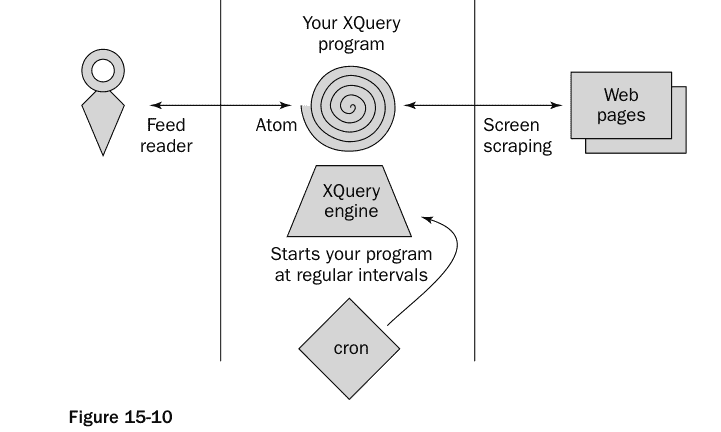 Your XQuery
program
Feed
reader
Atom
Screen
scraping
Web
pages
XQuery
engine
Starts your program
at regular intervals
cron
Figure 15-10